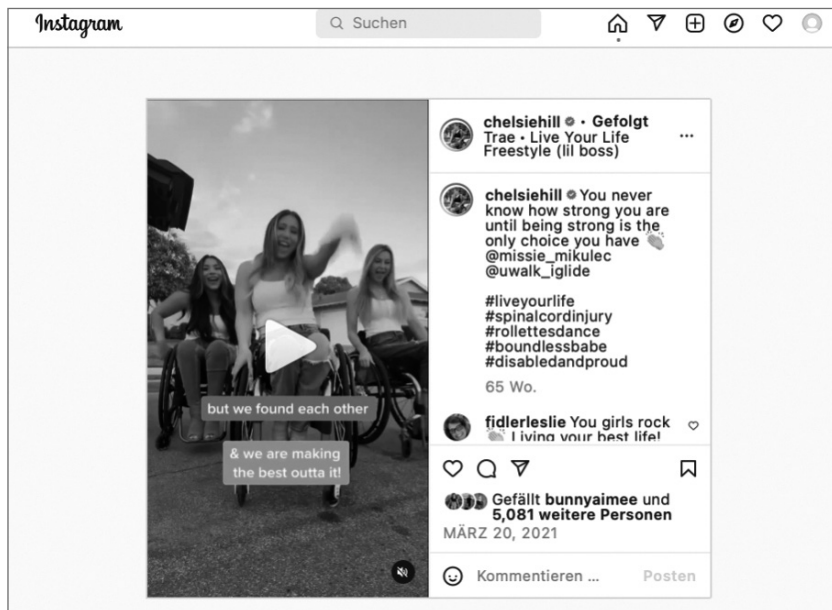 Instagram
Suchen
but we found each other
& we are making
the best outta it!
chelsiehill • Gefolgt
Trae • Live Your Life
Freestyle (lil boss)
chelsiehill You never
know how strong you are
until being strong is the
only choice you have 👏
@missie_mikulec
@uwalk_iglide
#liveyourlife
#spinalcordinjury
#rollettesdance
#boundlessbabe
#disabledandproud
65 Wo.
fidlerleslie You girls rock
👏 Living your best life!
Gefällt bunnyaimee und
5,081 weitere Personen
MÄRZ 20, 2021
Kommentieren ...
Posten